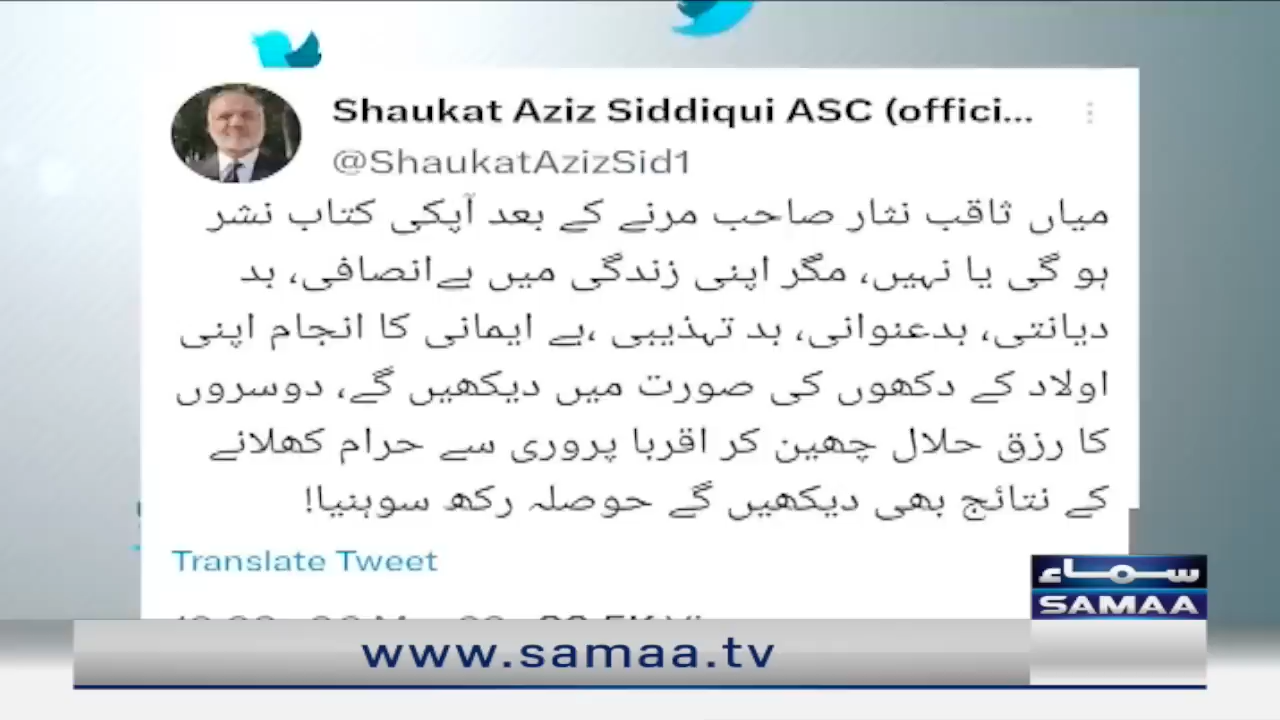 Shaukat Aziz Siddiqui ASC (offici...
@ShaukatAzizSid1
میاں ثاقب نثار صاحب مرنے کے بعد آپکی کتاب نشر
ہو گی یا نہیں، مگر اپنی زندگی میں بےانصافی، بد
دیانتی، بدعنوانی، بد تہذیبی ،بے ایمانی کا انجام اپنی
اولاد کے دکھوں کی صورت میں دیکھیں گے، دوسروں
کا رزق حلال چھین کر اقربا پروری سے حرام کھلانے
کے نتائج بھی دیکھیں گے حوصلہ رکھ سوہنیا!
Translate Tweet
سماء
SAMAA
www.samaa.tv